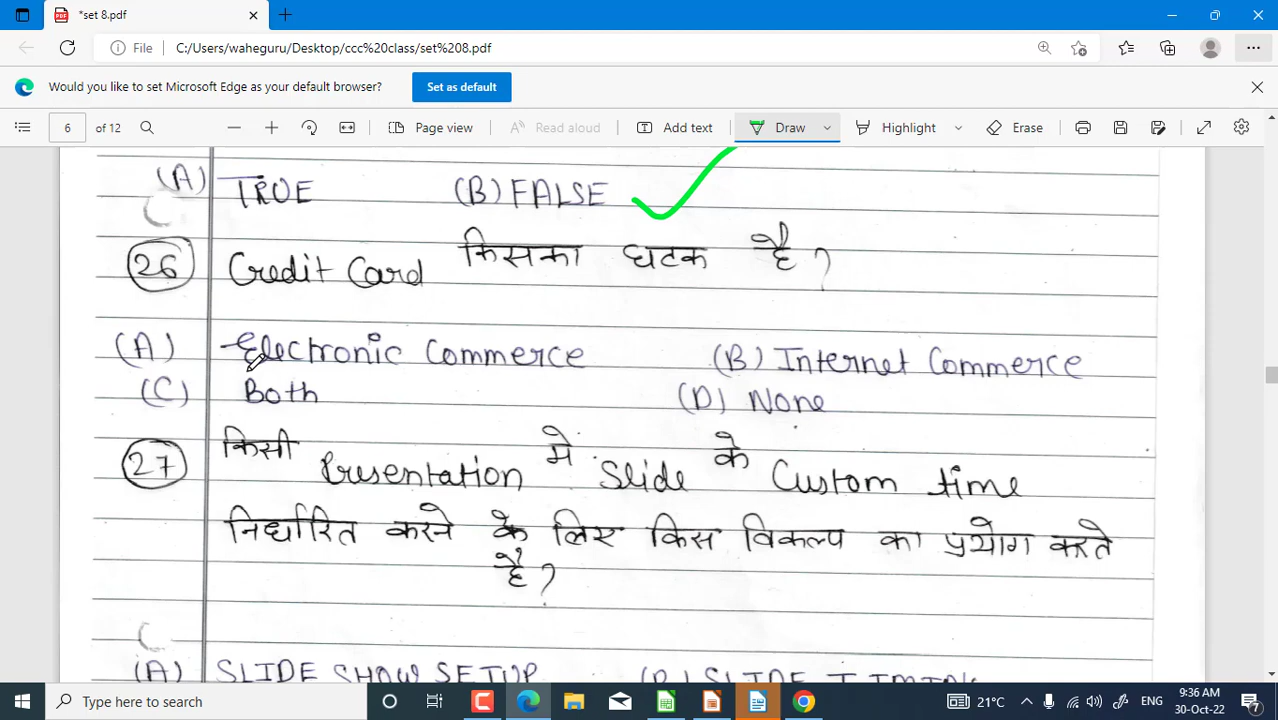 *set 8.pdf
File C:/Users/waheguru/Desktop/ccc%20class/set%208.pdf
Would you like to set Microsoft Edge as your default browser? Set as default
6 of 12 Page view Read aloud Add text Draw Highlight Erase
(A) TRUE (B) FALSE
26 Credit Card किसका घटक है?
(A) Electronic Commerce (B) Internet Commerce
(C) Both (D) None
27 किसी Presentation मे Slide के Custom time
निर्धारित करने के लिए किस विकल्प का प्रयोग करते
है?
(A) SLIDE SHOW SETUP (B) SLIDE TIMING
Type here to search 21°C ENG 9:36 AM
30-Oct-22 7